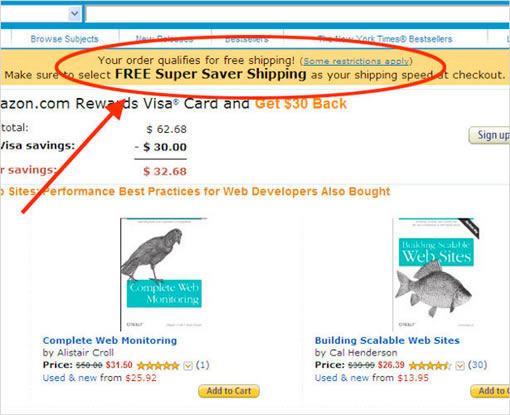 Browse Subjects New Releases Bestsellers The New York Times® Bestsellers
Your order qualifies for free shipping! (Some restrictions apply)
Make sure to select FREE Super Saver Shipping as your shipping speed at checkout.
azon.com Rewards Visa® Card and Get $30 Back
total: $ 62.68
Visa savings: - $ 30.00
r savings: $ 32.68
Sign up
Sites: Performance Best Practices for Web Developers Also Bought
Complete Web
Monitoring
O'REILLY
Building Scalable
Web Sites
O'REILLY
Complete Web Monitoring
by Alistair Croll
Price: $50.00 $31.50 (1)
Used & new from $25.92
Add to Cart
Building Scalable Web Sites
by Cal Henderson
Price: $39.99 $26.39 (30)
Used & new from $13.95
Add to Cart